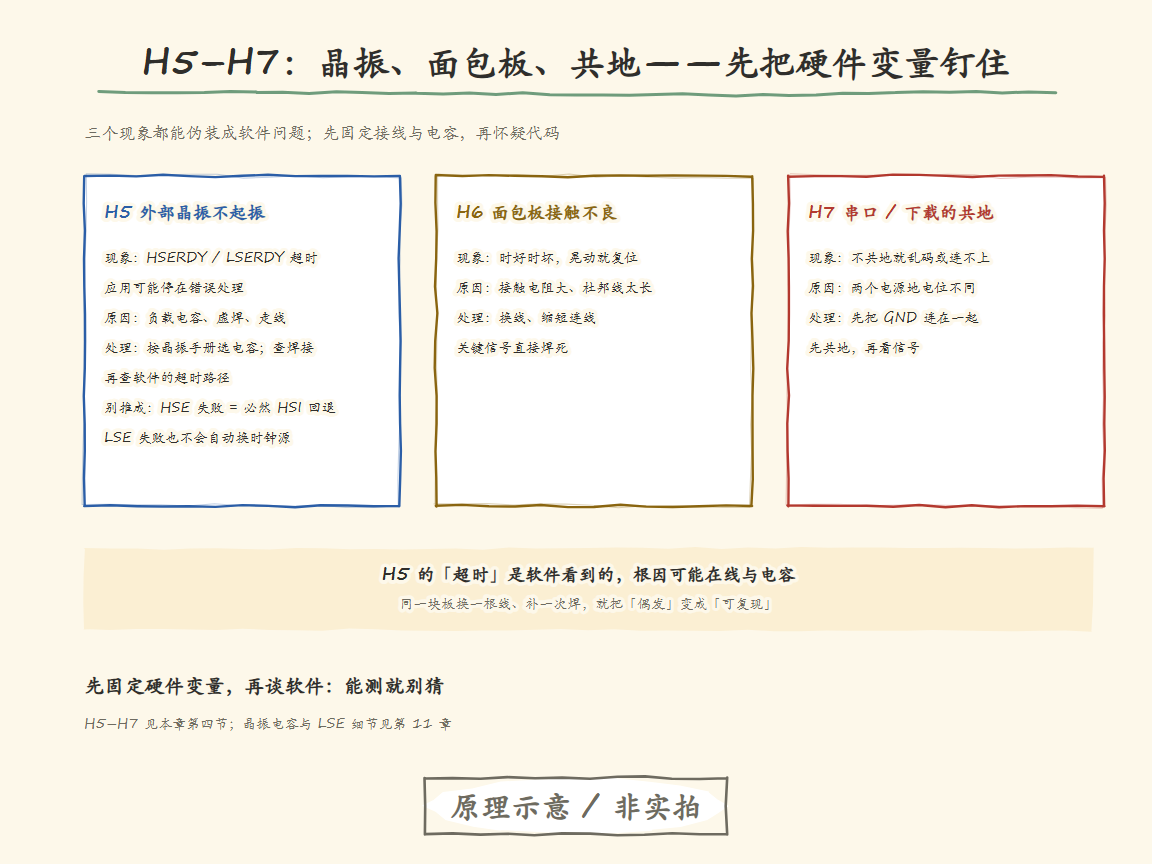 H5–H7：晶振、面包板、共地——先把硬件变量钉住
三个现象都能伪装成软件问题；先固定接线与电容，再怀疑代码
H5 外部晶振不起振
现象：HSERDY / LSERDY 超时
应用可能停在错误处理
原因：负载电容、虚焊、走线
处理：按晶振手册选电容；查焊接
再查软件的超时路径
别推成：HSE 失败 = 必然 HSI 回退
LSE 失败也不会自动换时钟源
H6 面包板接触不良
现象：时好时坏，晃动就复位
原因：接触电阻大、杜邦线太长
处理：换线、缩短连线
关键信号直接焊死
H7 串口 / 下载的共地
现象：不共地就乱码或连不上
原因：两个电源地电位不同
处理：先把 GND 连在一起
先共地，再看信号
H5 的「超时」是软件看到的，根因可能在线与电容
同一块板换一根线、补一次焊，就把「偶发」变成「可复现」
先固定硬件变量，再谈软件：能测就别猜
H5–H7 见本章第四节；晶振电容与 LSE 细节见第 11 章
原理示意 / 非实拍